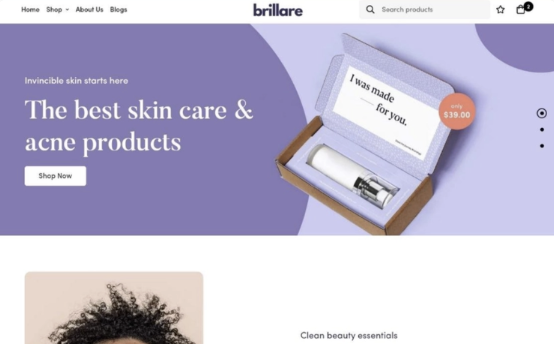 Home Shop About Us Blogs
brillare
Search products
2
Invincible skin starts here
The best skin care &
acne products
Shop Now
I was made
for you.
only
$39.00
Clean beauty essentials